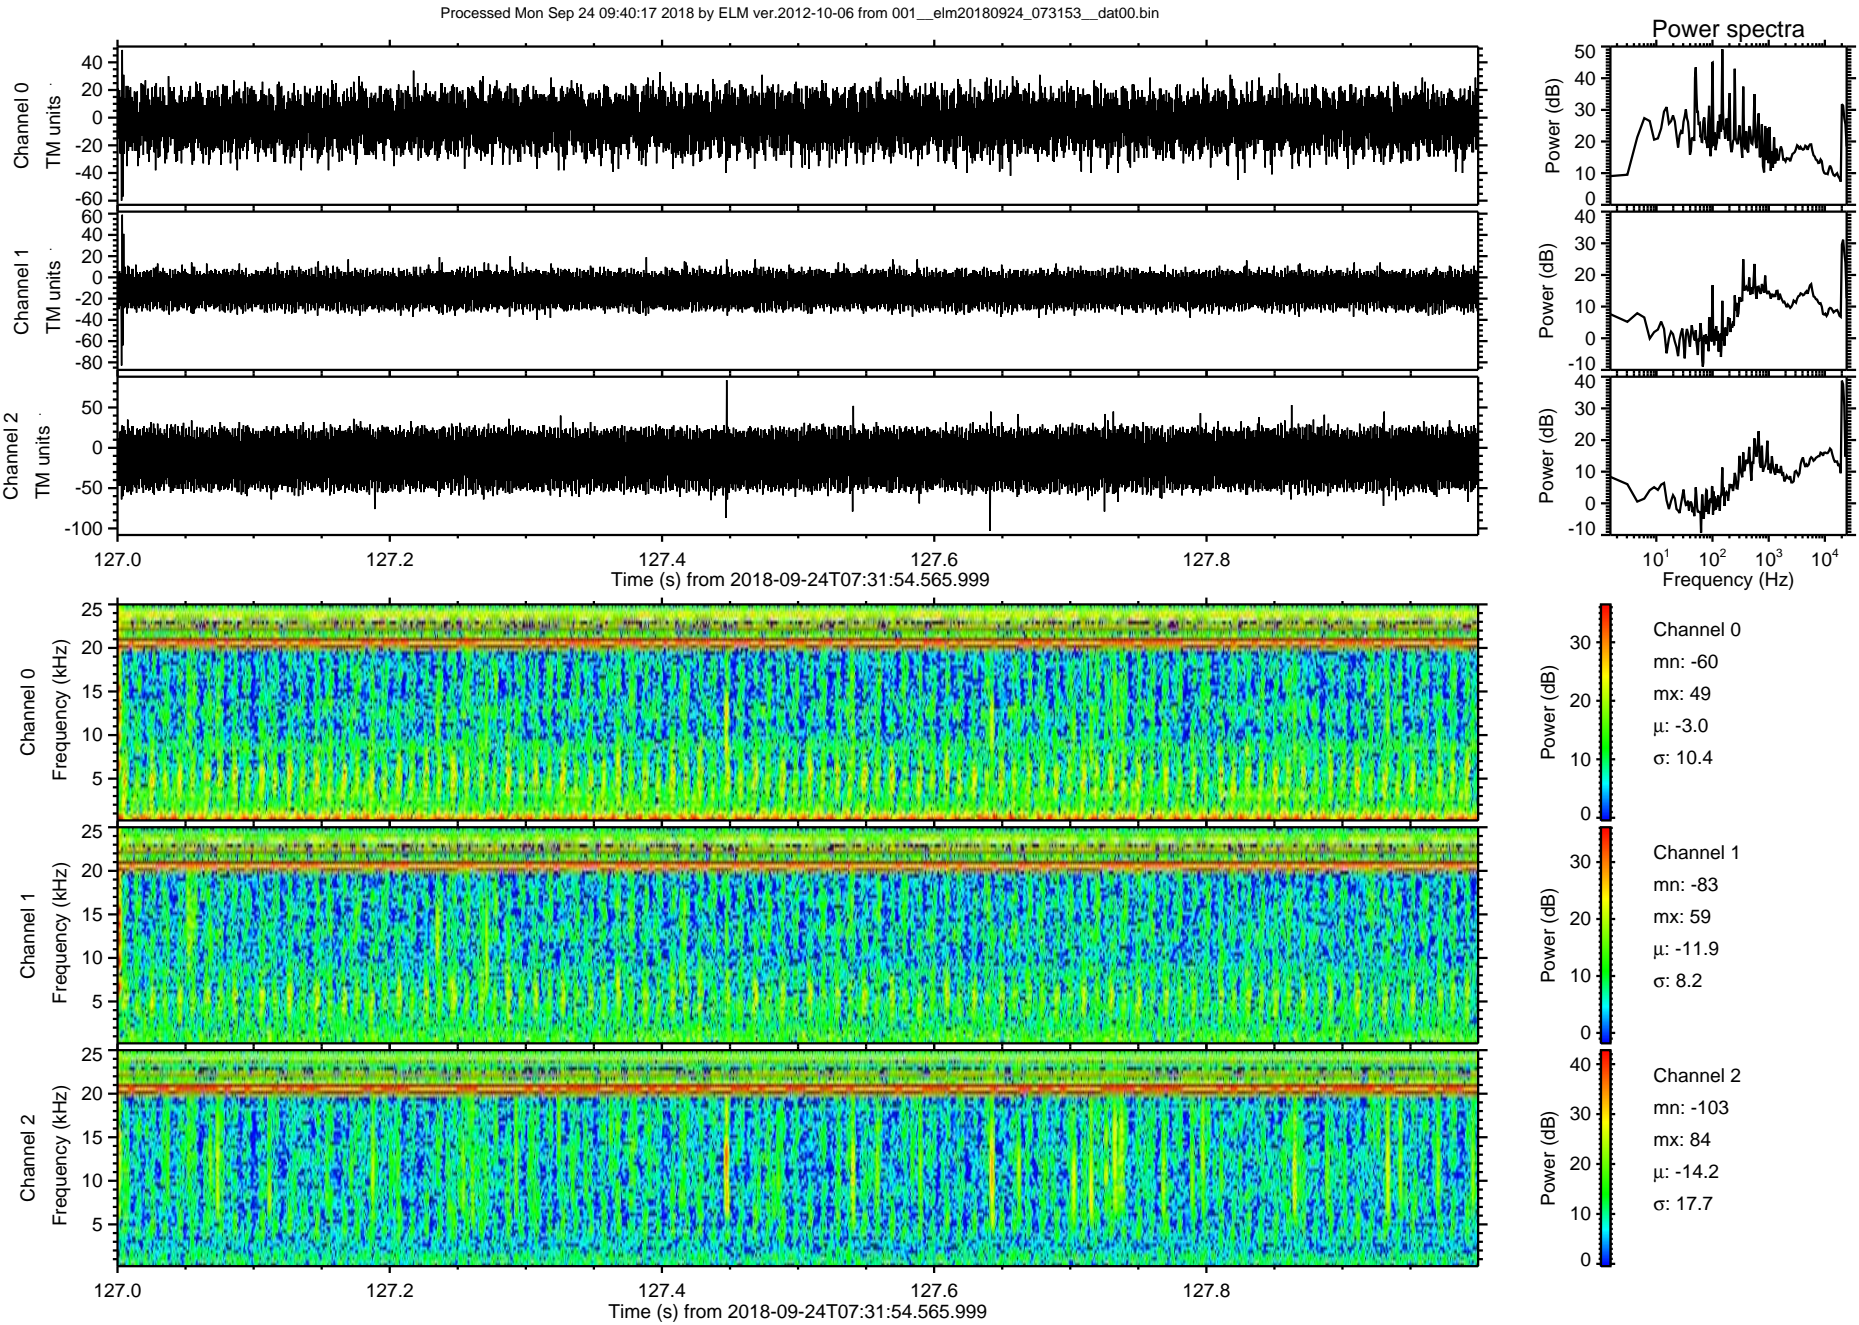 Processed Mon Sep 24 09:40:17 2018 by ELM ver.2012-10-06 from 001__elm20180924_073153__dat00.bin
Power spectra
Channel 0
TM units
40
20
0
-20
-40
-60
Power (dB)
50
40
30
20
10
0
Channel 1
TM units
60
40
20
0
-20
-40
-60
-80
Power (dB)
40
30
20
10
0
-10
Channel 2
TM units
50
0
-50
-100
Power (dB)
40
30
20
10
0
-10
127.0 127.2 127.4 127.6 127.8
Time (s) from 2018-09-24T07:31:54.565.999
10^1 10^2 10^3 10^4
Frequency (Hz)
Channel 0
Frequency (kHz)
25
20
15
10
5
Power (dB)
30
20
10
0
Channel 0
mn: -60
mx: 49
μ: -3.0
σ: 10.4
Channel 1
Frequency (kHz)
25
20
15
10
5
Power (dB)
30
20
10
0
Channel 1
mn: -83
mx: 59
μ: -11.9
σ: 8.2
Channel 2
Frequency (kHz)
25
20
15
10
5
Power (dB)
40
30
20
10
0
Channel 2
mn: -103
mx: 84
μ: -14.2
σ: 17.7
127.0 127.2 127.4 127.6 127.8
Time (s) from 2018-09-24T07:31:54.565.999